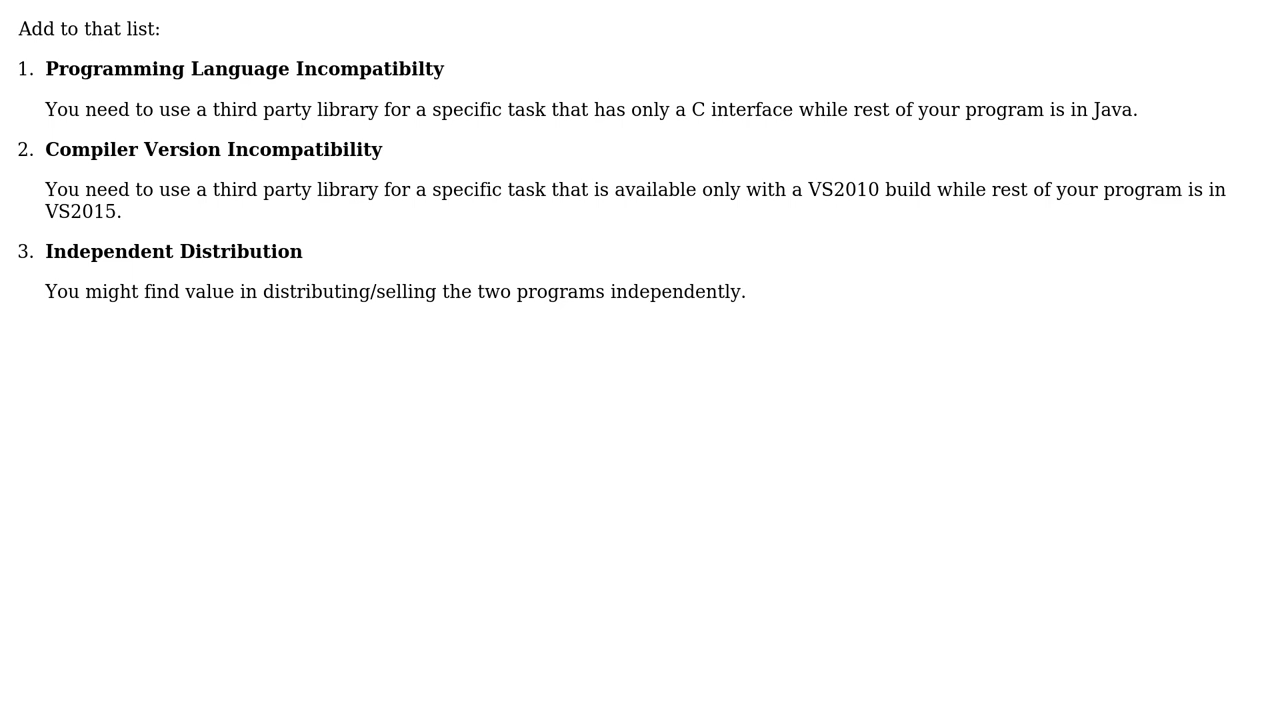 Add to that list:
1. Programming Language Incompatibilty
You need to use a third party library for a specific task that has only a C interface while rest of your program is in Java.
2. Compiler Version Incompatibility
You need to use a third party library for a specific task that is available only with a VS2010 build while rest of your program is in
VS2015.
3. Independent Distribution
You might find value in distributing/selling the two programs independently.